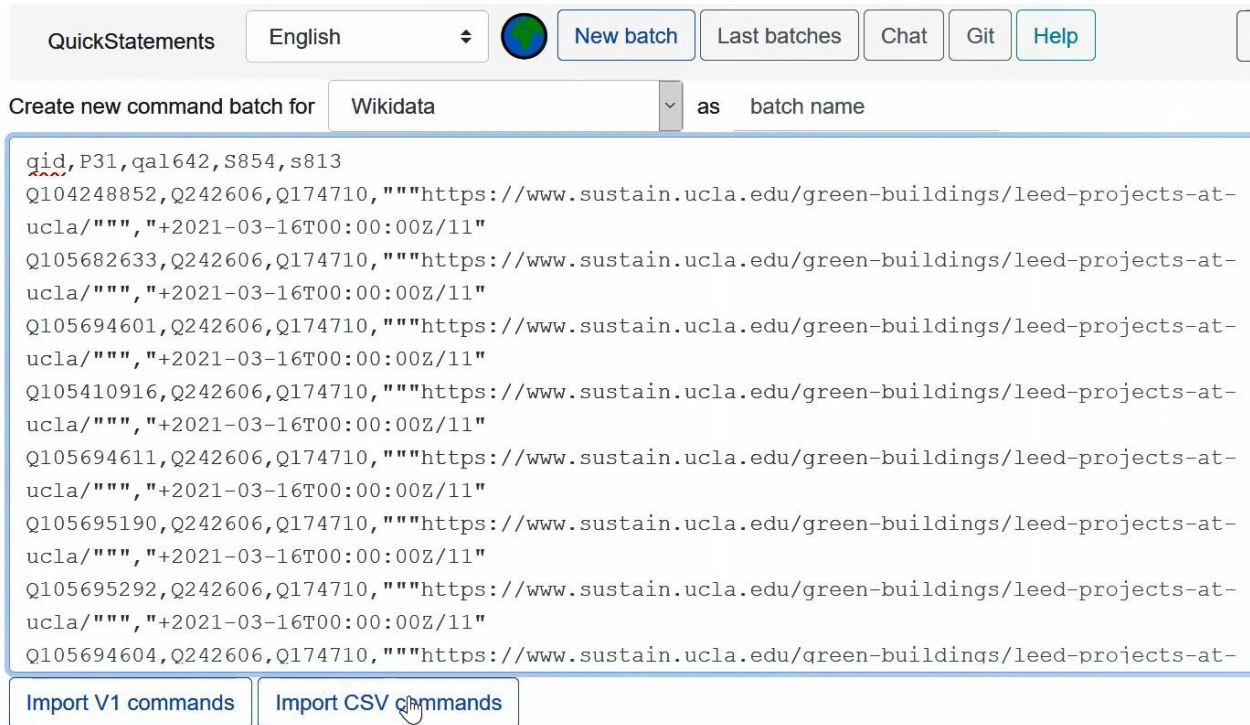 QuickStatements English New batch Last batches Chat Git Help
Create new command batch for Wikidata as batch name
qid,P31,qal642,S854,s813
Q104248852,Q242606,Q174710,"""https://www.sustain.ucla.edu/green-buildings/leed-projects-at-
ucla/""","+2021-03-16T00:00:00Z/11"
Q105682633,Q242606,Q174710,"""https://www.sustain.ucla.edu/green-buildings/leed-projects-at-
ucla/""","+2021-03-16T00:00:00Z/11"
Q105694601,Q242606,Q174710,"""https://www.sustain.ucla.edu/green-buildings/leed-projects-at-
ucla/""","+2021-03-16T00:00:00Z/11"
Q105410916,Q242606,Q174710,"""https://www.sustain.ucla.edu/green-buildings/leed-projects-at-
ucla/""","+2021-03-16T00:00:00Z/11"
Q105694611,Q242606,Q174710,"""https://www.sustain.ucla.edu/green-buildings/leed-projects-at-
ucla/""","+2021-03-16T00:00:00Z/11"
Q105695190,Q242606,Q174710,"""https://www.sustain.ucla.edu/green-buildings/leed-projects-at-
ucla/""","+2021-03-16T00:00:00Z/11"
Q105695292,Q242606,Q174710,"""https://www.sustain.ucla.edu/green-buildings/leed-projects-at-
ucla/""","+2021-03-16T00:00:00Z/11"
Q105694604,Q242606,Q174710,"""https://www.sustain.ucla.edu/green-buildings/leed-projects-at-
Import V1 commands Import CSV commands